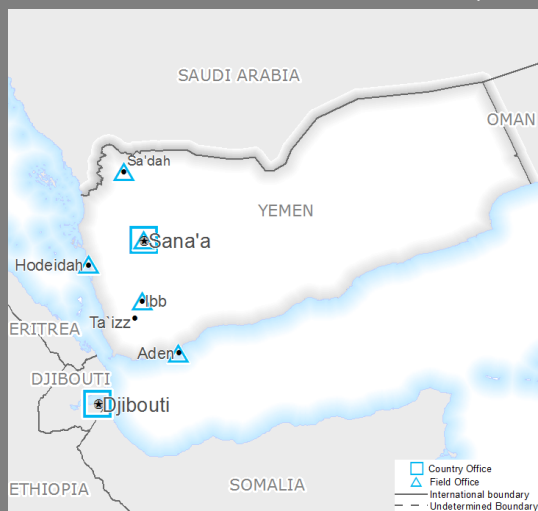 SAUDI ARABIA
OMAN
Sa'dah
YEMEN
Sana'a
Hodeidah
Ibb
Ta`izz
ERITREA
Aden
DJIBOUTI
Djibouti
ETHIOPIA
SOMALIA
Country Office
Field Office
International boundary
Undetermined Boundary